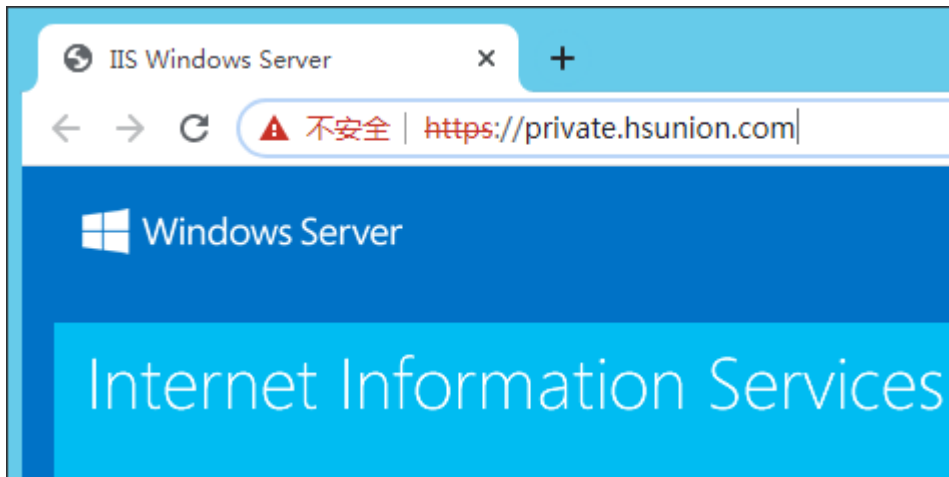 IIS Windows Server
不安全 | https://private.hsunion.com
Windows Server
Internet Information Services